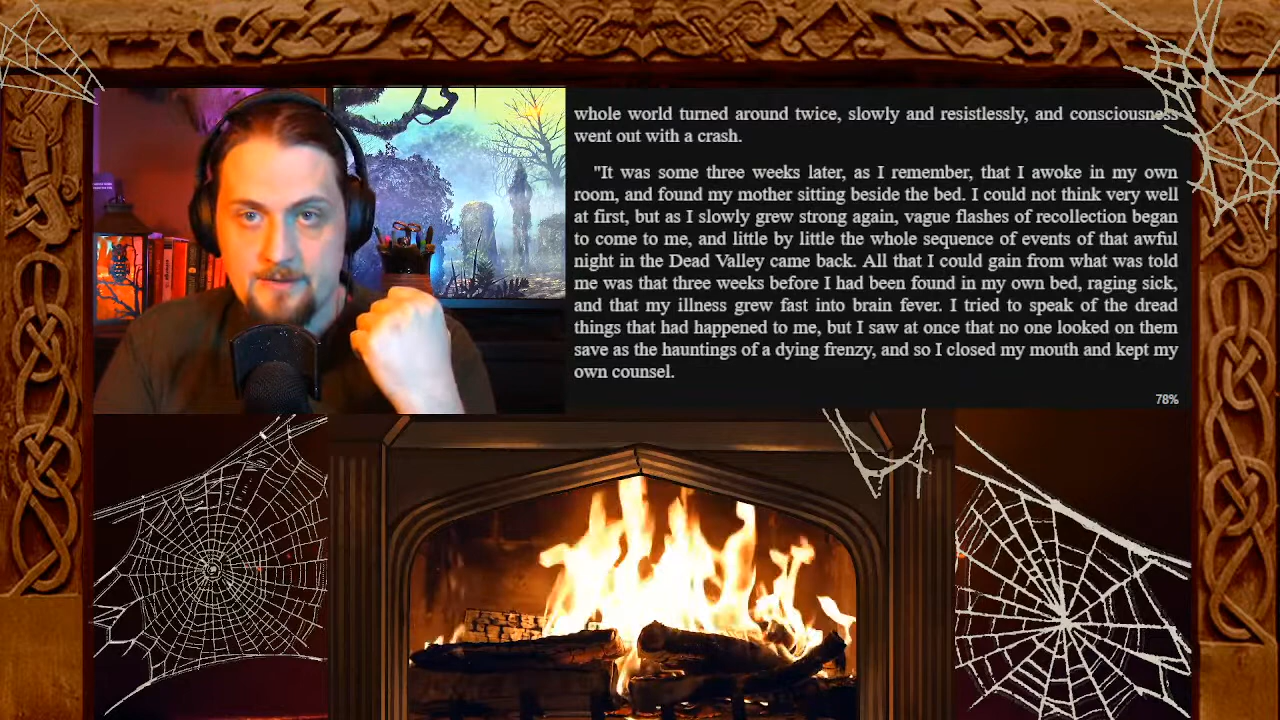 whole world turned around twice, slowly and resistlessly, and consciousness
went out with a crash.
"It was some three weeks later, as I remember, that I awoke in my own
room, and found my mother sitting beside the bed. I could not think very well
at first, but as I slowly grew strong again, vague flashes of recollection began
to come to me, and little by little the whole sequence of events of that awful
night in the Dead Valley came back. All that I could gain from what was told
me was that three weeks before I had been found in my own bed, raging sick,
and that my illness grew fast into brain fever. I tried to speak of the dread
things that had happened to me, but I saw at once that no one looked on them
save as the hauntings of a dying frenzy, and so I closed my mouth and kept my
own counsel.
78%